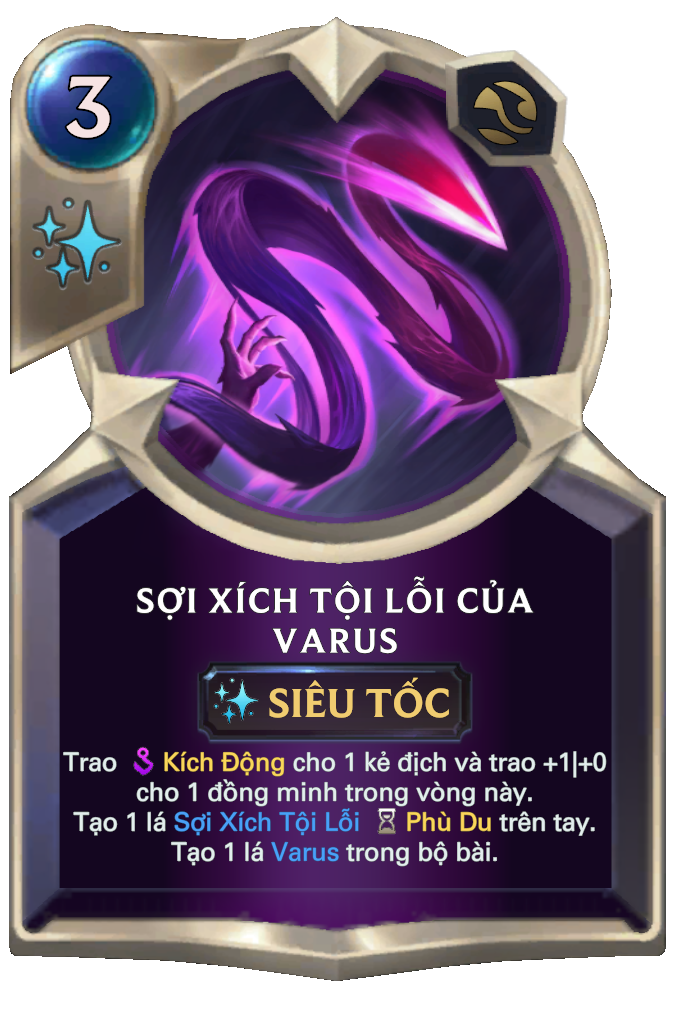 3
SỢI XÍCH TỘI LỖI CỦA
VARUS
SIÊU TỐC
Trao Kích Động cho 1 kẻ địch và trao +1|+0
cho 1 đồng minh trong vòng này.
Tạo 1 lá Sợi Xích Tội Lỗi Phù Du trên tay.
Tạo 1 lá Varus trong bộ bài.